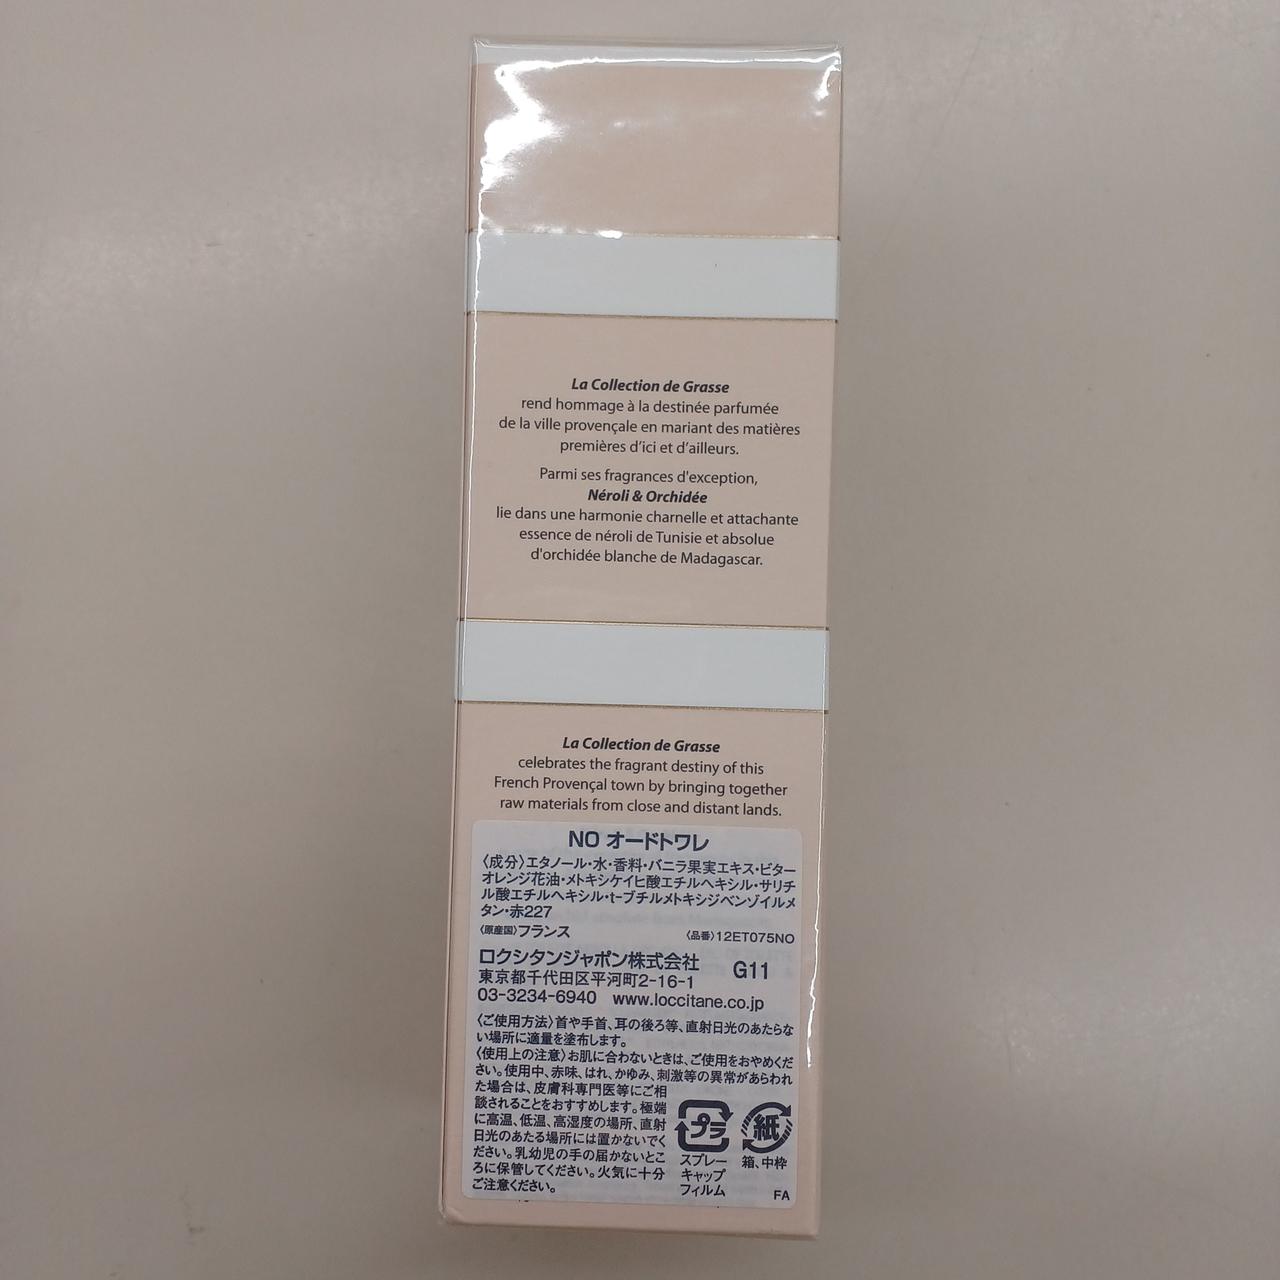 La Collection de Grasse
rend hommage à la destinée parfumée
de la ville provençale en mariant des matières
premières d'ici et d'ailleurs.
Parmi ses fragrances d'exception,
Néroli & Orchidée
lie dans une harmonie charnelle et attachante
essence de néroli de Tunisie et absolue
d'orchidée blanche de Madagascar.
La Collection de Grasse
celebrates the fragrant destiny of this
French Provençal town by bringing together
raw materials from close and distant lands.
NO オードトワレ
〈成分〉エタノール・水・香料・バニラ果実エキス・ビター
オレンジ花油・メトキシケイヒ酸エチルヘキシル・サリチ
ル酸エチルヘキシル・t-ブチルメトキシジベンゾイルメ
タン・赤227
〈原産国〉フランス 〈品番〉12ET075NO
ロクシタンジャポン株式会社 G11
東京都千代田区平河町2-16-1
03-3234-6940 www.loccitane.co.jp
〈ご使用方法〉首や手首、耳の後ろ等、直射日光のあたらな
い場所に適量を塗布します。
〈使用上の注意〉お肌に合わないときは、ご使用をおやめくだ
さい。使用中、赤味、はれ、かゆみ、刺激等の異常があらわれ
た場合は、皮膚科専門医等にご相
談されることをおすすめします。極端
に高温、低温、高湿度の場所、直射
日光のあたる場所には置かないでく
ださい。乳幼児の手の届かないとこ
ろに保管してください。火気に十分
ご注意ください。
プラ 紙
スプレー 箱、中枠
キャップ
フィルム FA